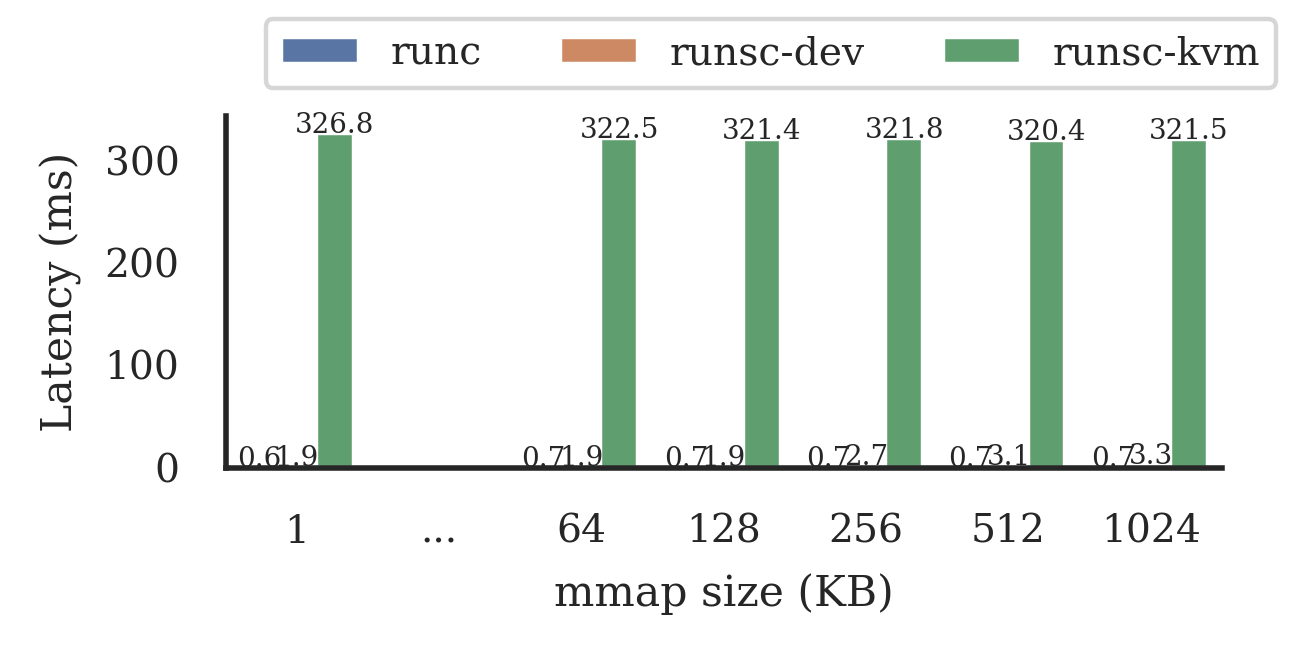 runc runsc-dev runsc-kvm
Latency (ms)
300
200
100
0
326.8 322.5 321.4 321.8 320.4 321.5
0.6 1.9 0.7 1.9 0.7 1.9 0.7 2.7 0.7 3.1 0.7 3.3
1 ... 64 128 256 512 1024
mmap size (KB)